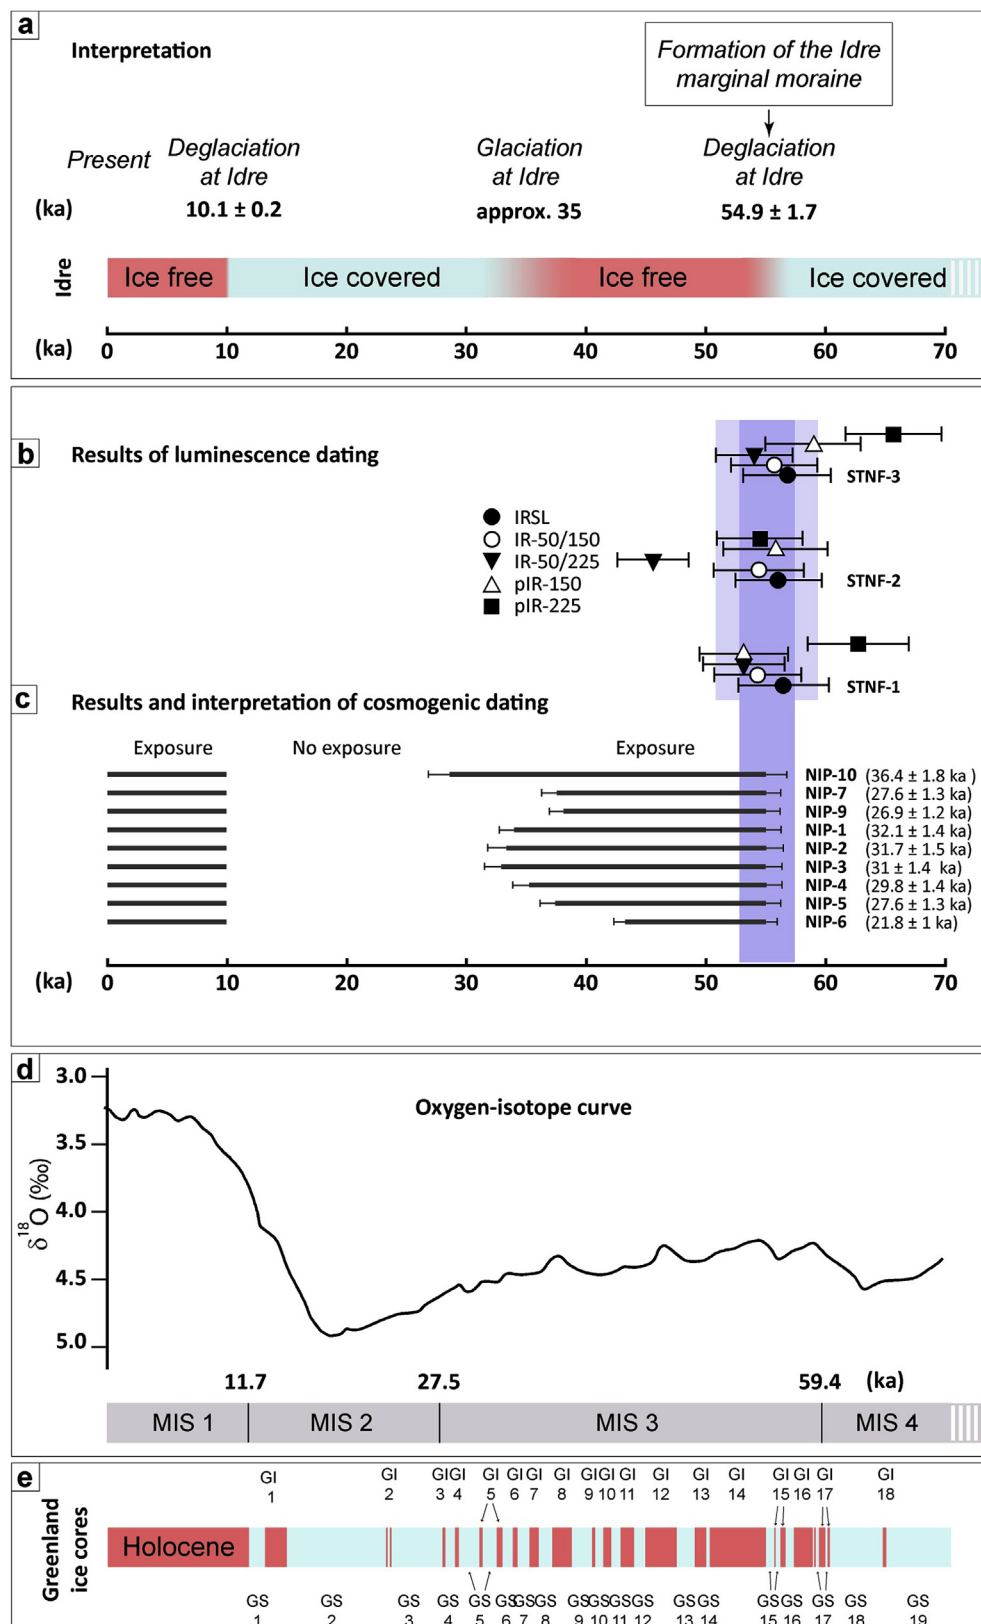 a
Interpretation
Formation of the Idre
marginal moraine
Present
Deglaciation
at Idre
Glaciation
at Idre
Deglaciation
at Idre
(ka)
10.1 ± 0.2
approx. 35
54.9 ± 1.7
Idre
Ice free
Ice covered
Ice free
Ice covered
(ka)
0 10 20 30 40 50 60 70
b
Results of luminescence dating
IRSL
IR-50/150
IR-50/225
pIR-150
pIR-225
STNF-3
STNF-2
STNF-1
c
Results and interpretation of cosmogenic dating
Exposure
No exposure
Exposure
NIP-10 (36.4 ± 1.8 ka )
NIP-7 (27.6 ± 1.3 ka)
NIP-9 (26.9 ± 1.2 ka)
NIP-1 (32.1 ± 1.4 ka)
NIP-2 (31.7 ± 1.5 ka)
NIP-3 (31 ± 1.4 ka)
NIP-4 (29.8 ± 1.4 ka)
NIP-5 (27.6 ± 1.3 ka)
NIP-6 (21.8 ± 1 ka)
(ka)
0 10 20 30 40 50 60 70
d
Oxygen-isotope curve
δ18O (‰)
3.0
3.5
4.0
4.5
5.0
11.7 27.5 59.4 (ka)
MIS 1 MIS 2 MIS 3 MIS 4
e
Greenland
ice cores
GI GI GI GI GI GI GI GI GI GI GI GI GI GI GI GI GI GI
1 2 3 4 5 6 7 8 9 10 11 12 13 14 15 16 17 18
Holocene
GS GS GS GS GS GS GS GS GS GS GS GS GS GS GS GS GS GS GS
1 2 3 4 5 6 7 8 9 10 11 12 13 14 15 16 17 18 19